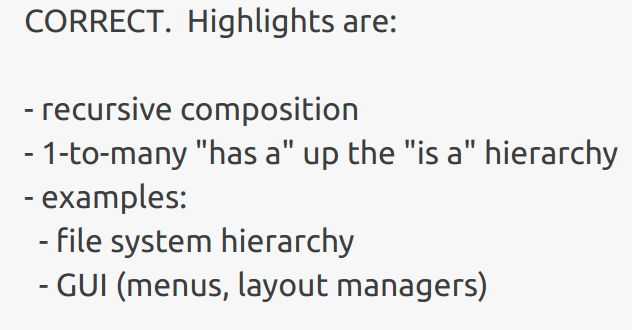 CORRECT.  Highlights are:
- recursive composition
- 1-to-many "has a" up the "is a" hierarchy
- examples:
  - file system hierarchy
  - GUI (menus, layout managers)